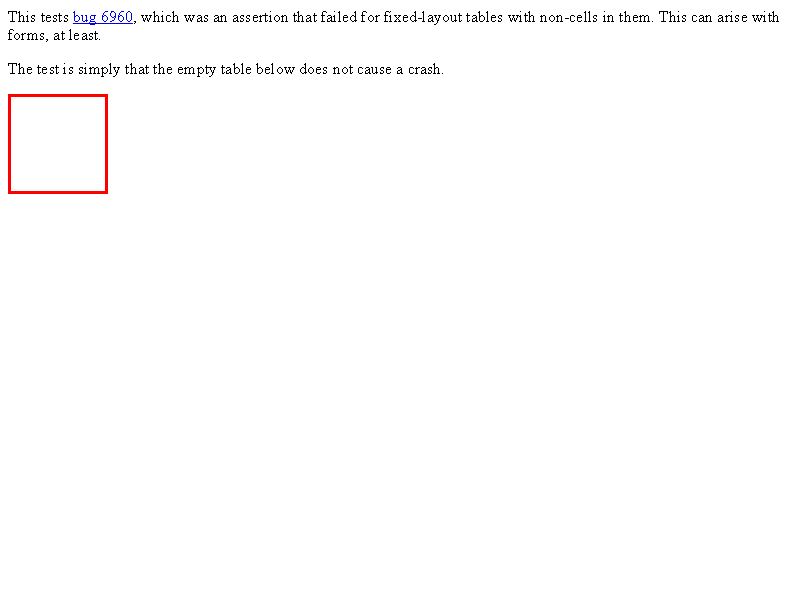 This tests bug 6960, which was an assertion that failed for fixed-layout tables with non-cells in them. This can arise with
forms, at least.
The test is simply that the empty table below does not cause a crash.